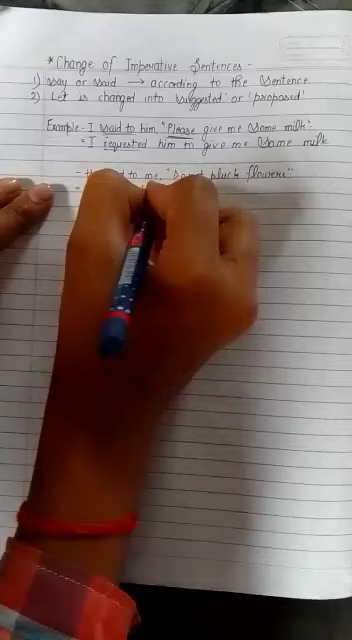 * Change of Imperative Sentences -
1) say or said → according to the sentence
2) Let is changed into 'suggested' or 'proposed'
Example - I said to him, "Please give me some milk".
= I requested him to give me some milk
- to me, "Do pluck flowers".